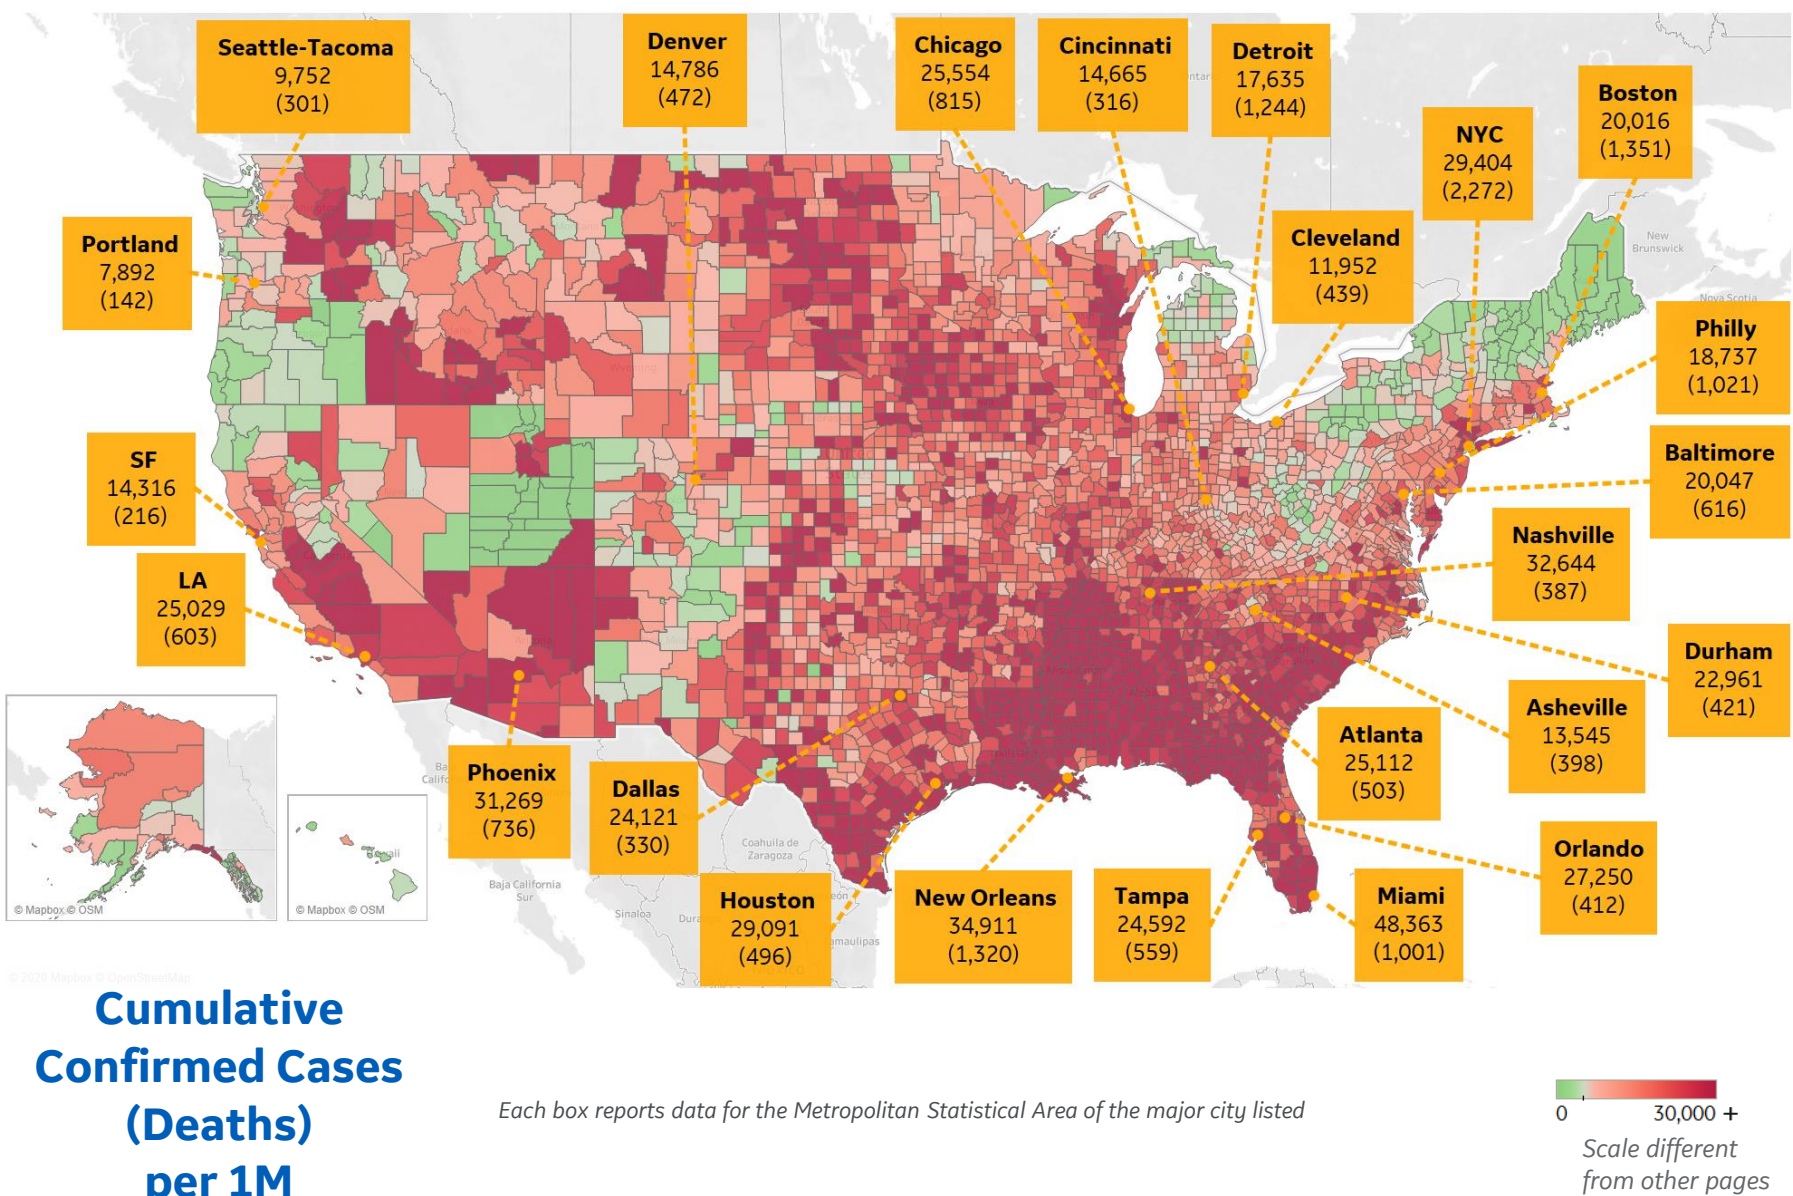 Seattle-Tacoma
9,752
(301)
Denver
14,786
(472)
Chicago
25,554
(815)
Cincinnati
14,665
(316)
Detroit
17,635
(1,244)
NYC
29,404
(2,272)
Boston
20,016
(1,351)
Portland
7,892
(142)
Cleveland
11,952
(439)
New
Brunswick
Nova Scotia
Philly
18,737
(1,021)
SF
14,316
(216)
Baltimore
20,047
(616)
Nashville
32,644
(387)
LA
25,029
(603)
Durham
22,961
(421)
Asheville
13,545
(398)
Atlanta
25,112
(503)
Phoenix
31,269
(736)
Dallas
24,121
(330)
Orlando
27,250
(412)
Houston
29,091
(496)
New Orleans
34,911
(1,320)
Tampa
24,592
(559)
Miami
48,363
(1,001)
Coahuila de
Zaragoza
Baja California
Sur
Sinaloa
© Mapbox © OSM
© Mapbox © OSM
© 2020 Mapbox © OpenStreetMap
Cumulative
Confirmed Cases
(Deaths)
per 1M
Each box reports data for the Metropolitan Statistical Area of the major city listed
0 30,000 +
Scale different
from other pages